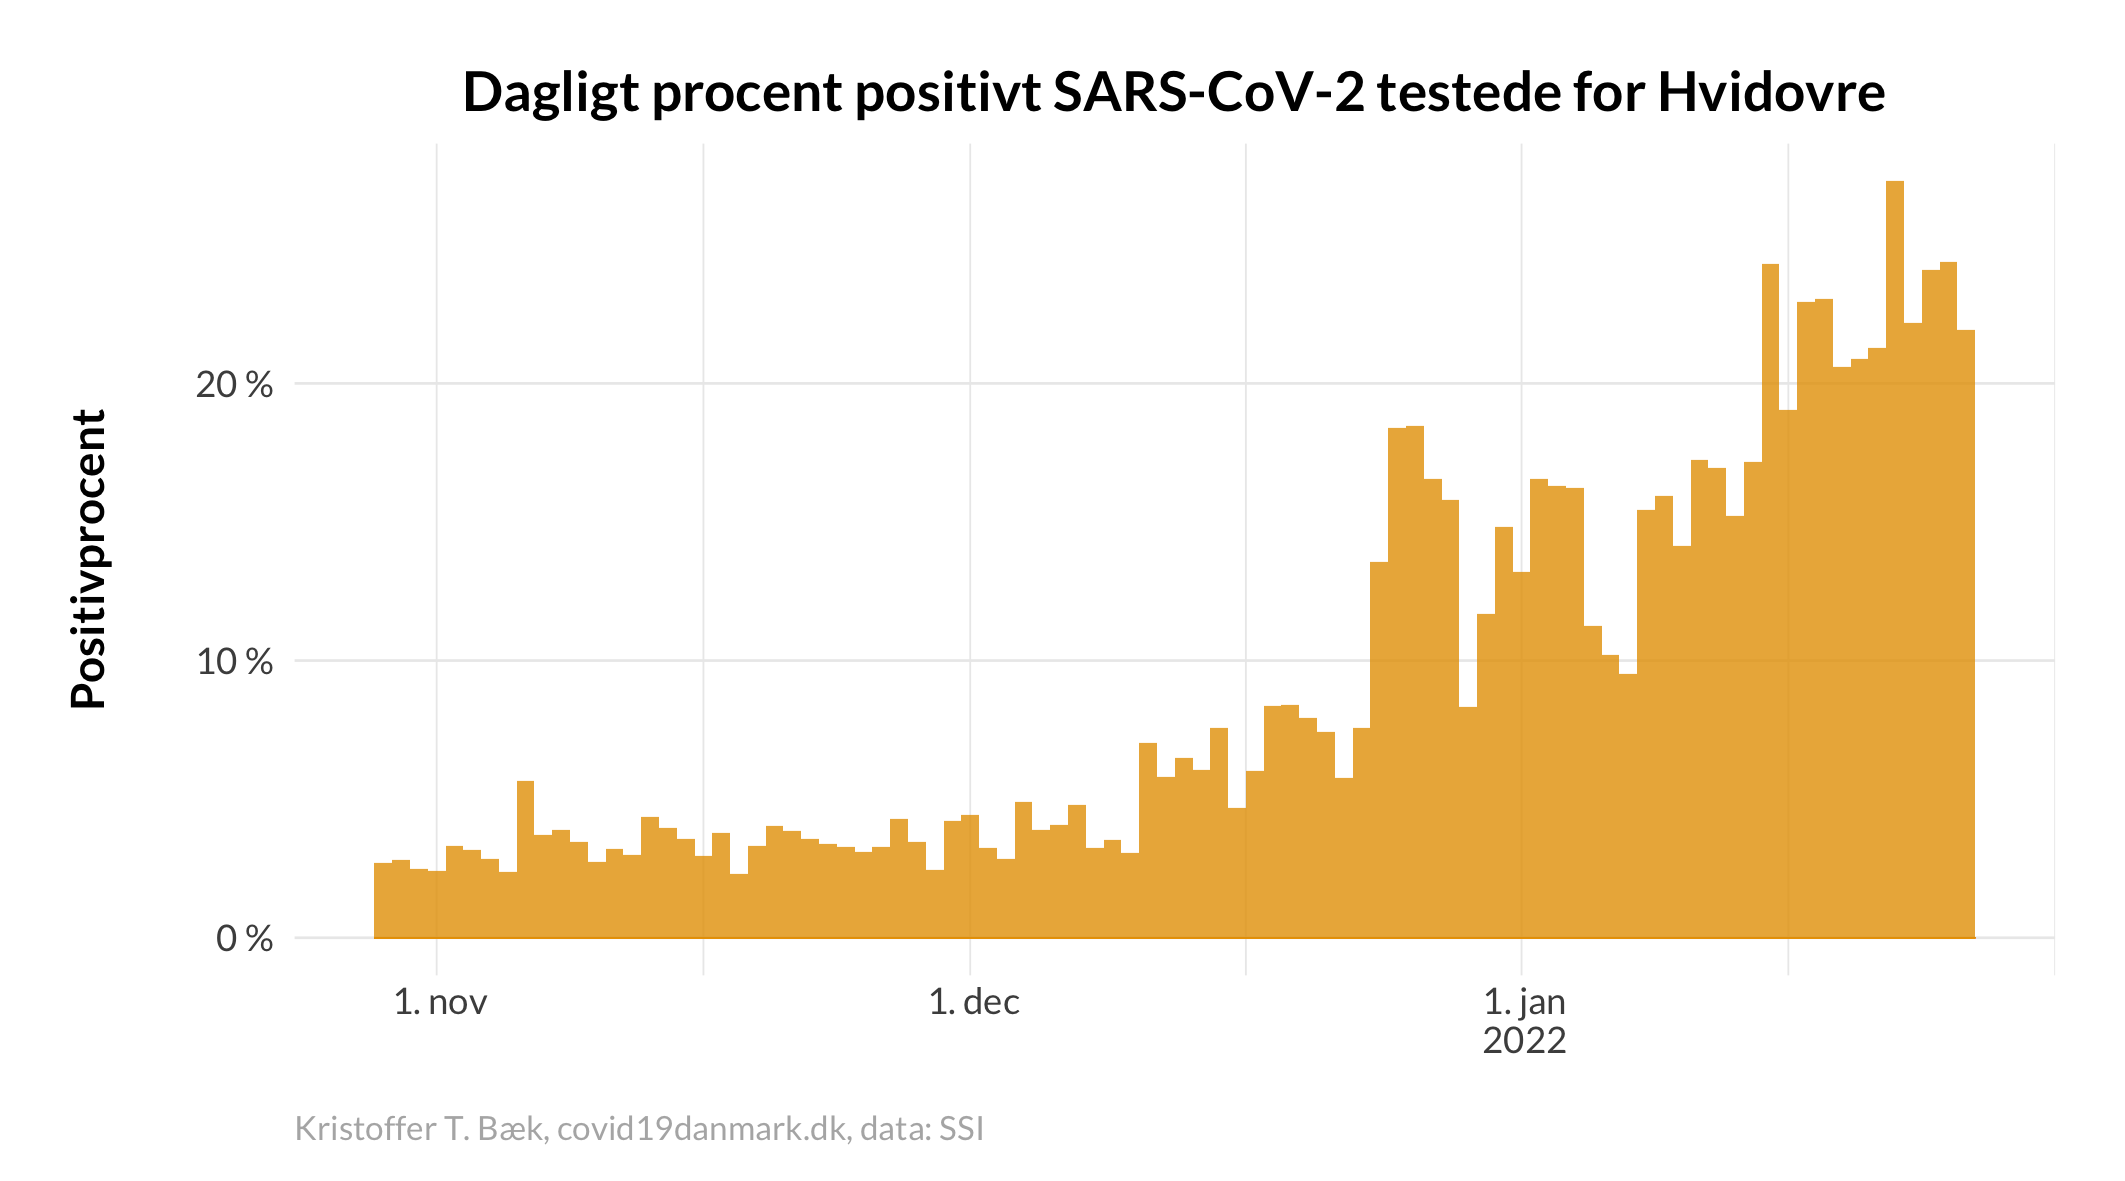 Dagligt procent positivt SARS-CoV-2 testede for Hvidovre
Positivprocent
20 %
10 %
0 %
1. nov
1. dec
1. jan
2022
Kristoffer T. Bæk, covid19danmark.dk, data: SSI